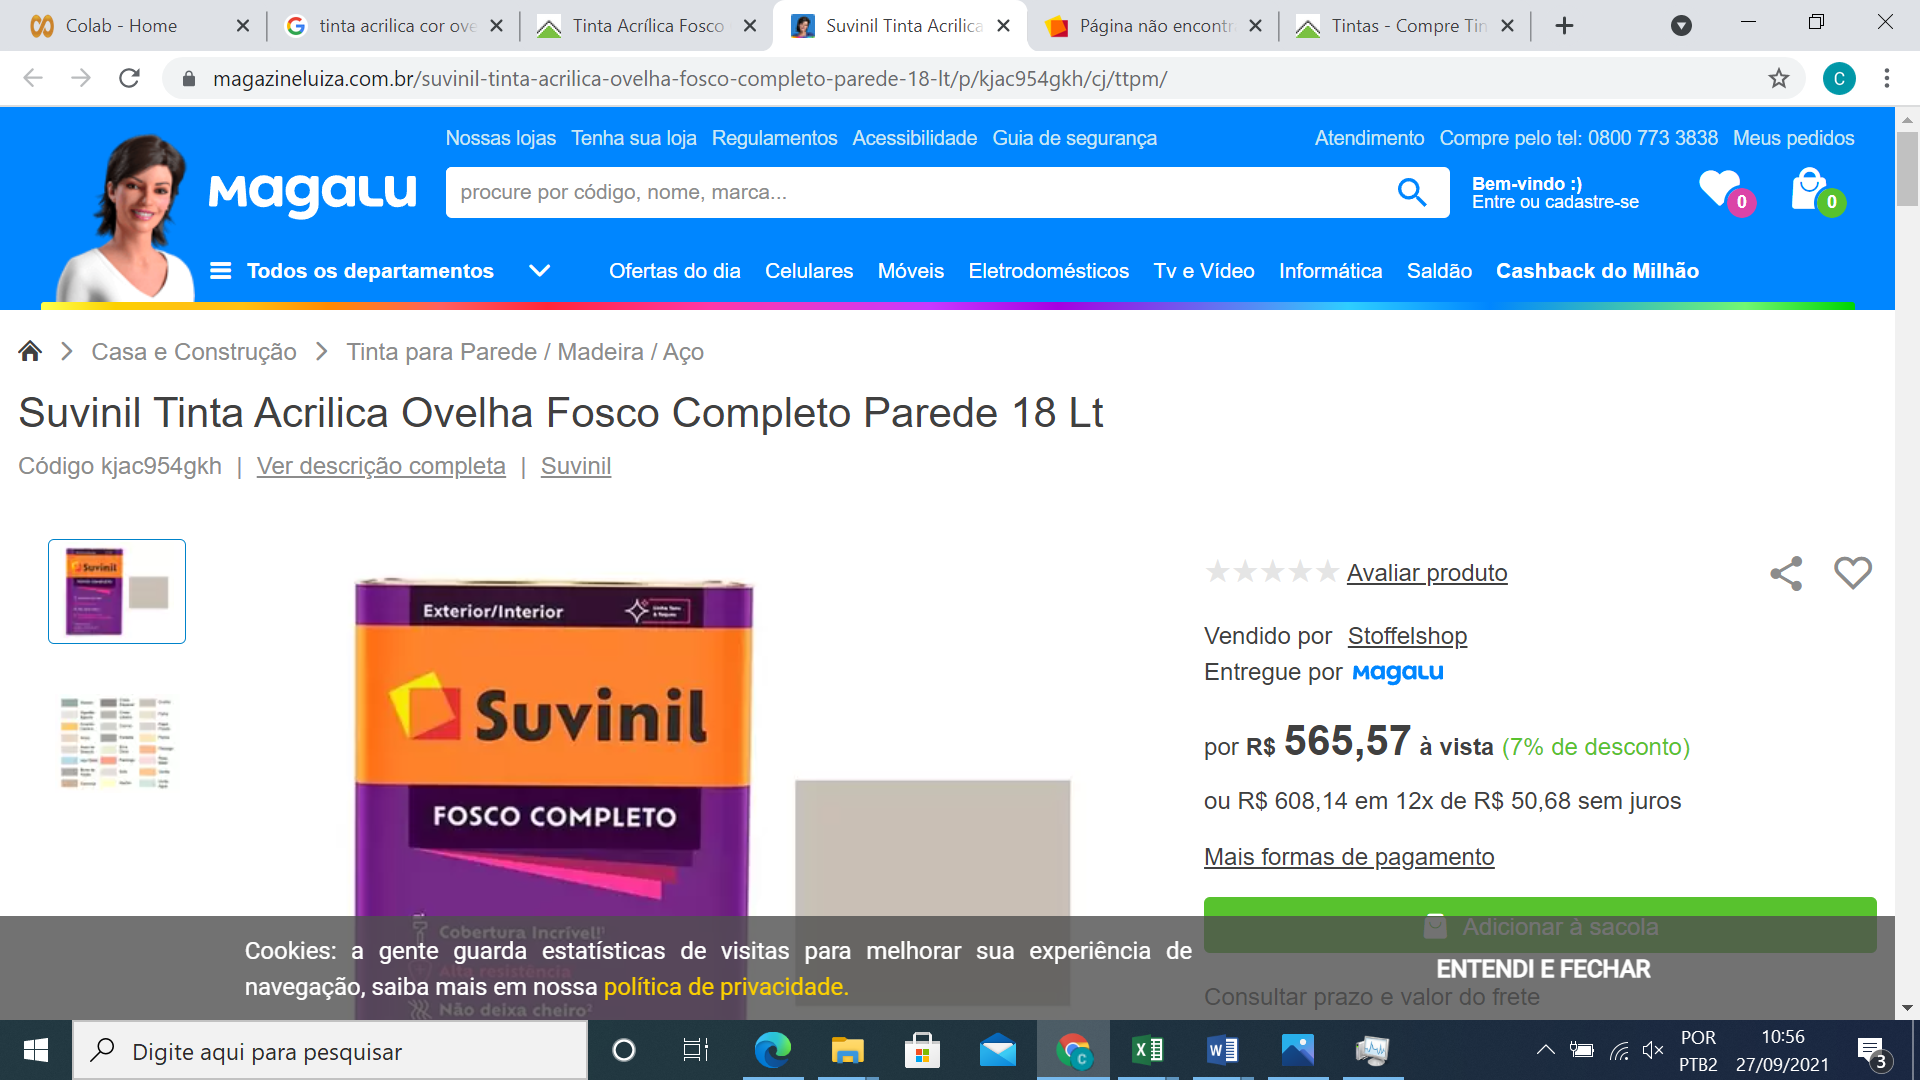 Colab - Home
tinta acrilica cor ove
Tinta Acrílica Fosco
Suvinil Tinta Acrilica
Página não encontr
Tintas - Compre Tin
magazineluiza.com.br/suvinil-tinta-acrilica-ovelha-fosco-completo-parede-18-lt/p/kjac954gkh/cj/ttpm/
C
Nossas lojas Tenha sua loja Regulamentos Acessibilidade Guia de segurança
Atendimento Compre pelo tel: 0800 773 3838 Meus pedidos
Magalu
procure por código, nome, marca...
Bem-vindo :)
Entre ou cadastre-se
0
0
Todos os departamentos
Ofertas do dia Celulares Móveis Eletrodomésticos Tv e Vídeo Informática Saldão Cashback do Milhão
Casa e Construção
Tinta para Parede / Madeira / Aço
Suvinil Tinta Acrilica Ovelha Fosco Completo Parede 18 Lt
Código kjac954gkh | Ver descrição completa | Suvinil
Suvinil
Exterior/Interior
Suvinil
FOSCO COMPLETO
Cobertura Incrível!¹
Alta resistência
Não deixa cheiro²
Avaliar produto
Vendido por Stoffelshop
Entregue por Magalu
por R$ 565,57 à vista (7% de desconto)
ou R$ 608,14 em 12x de R$ 50,68 sem juros
Mais formas de pagamento
Adicionar à sacola
Consultar prazo e valor do frete
Cookies: a gente guarda estatísticas de visitas para melhorar sua experiência de
navegação, saiba mais em nossa política de privacidade.
ENTENDI E FECHAR
Digite aqui para pesquisar
C
POR
PTB2
10:56
27/09/2021
3